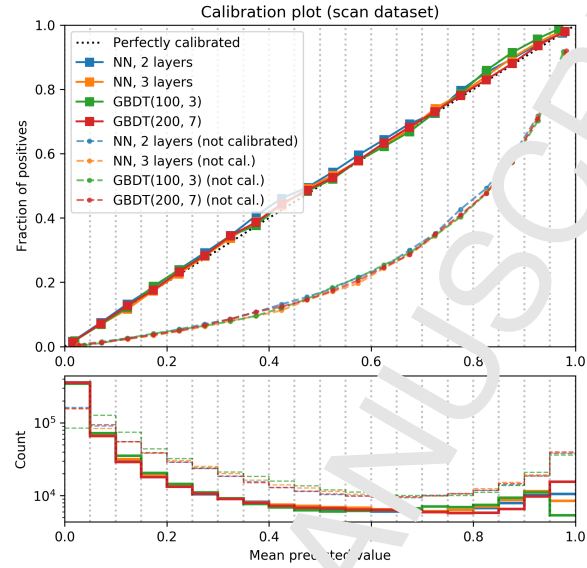 Calibration plot (scan dataset)
1.0
0.8
0.6
0.4
0.2
0.0
Fraction of positives
Perfectly calibrated
NN, 2 layers
NN, 3 layers
GBDT(100, 3)
GBDT(200, 7)
NN, 2 layers (not calibrated)
NN, 3 layers (not cal.)
GBDT(100, 3) (not cal.)
GBDT(200, 7) (not cal.)
0.0 0.2 0.4 0.6 0.8 1.0
10⁵
10⁴
Count
0.0 0.2 0.6 0.8 1.0
Mean predicted value
ANUSC